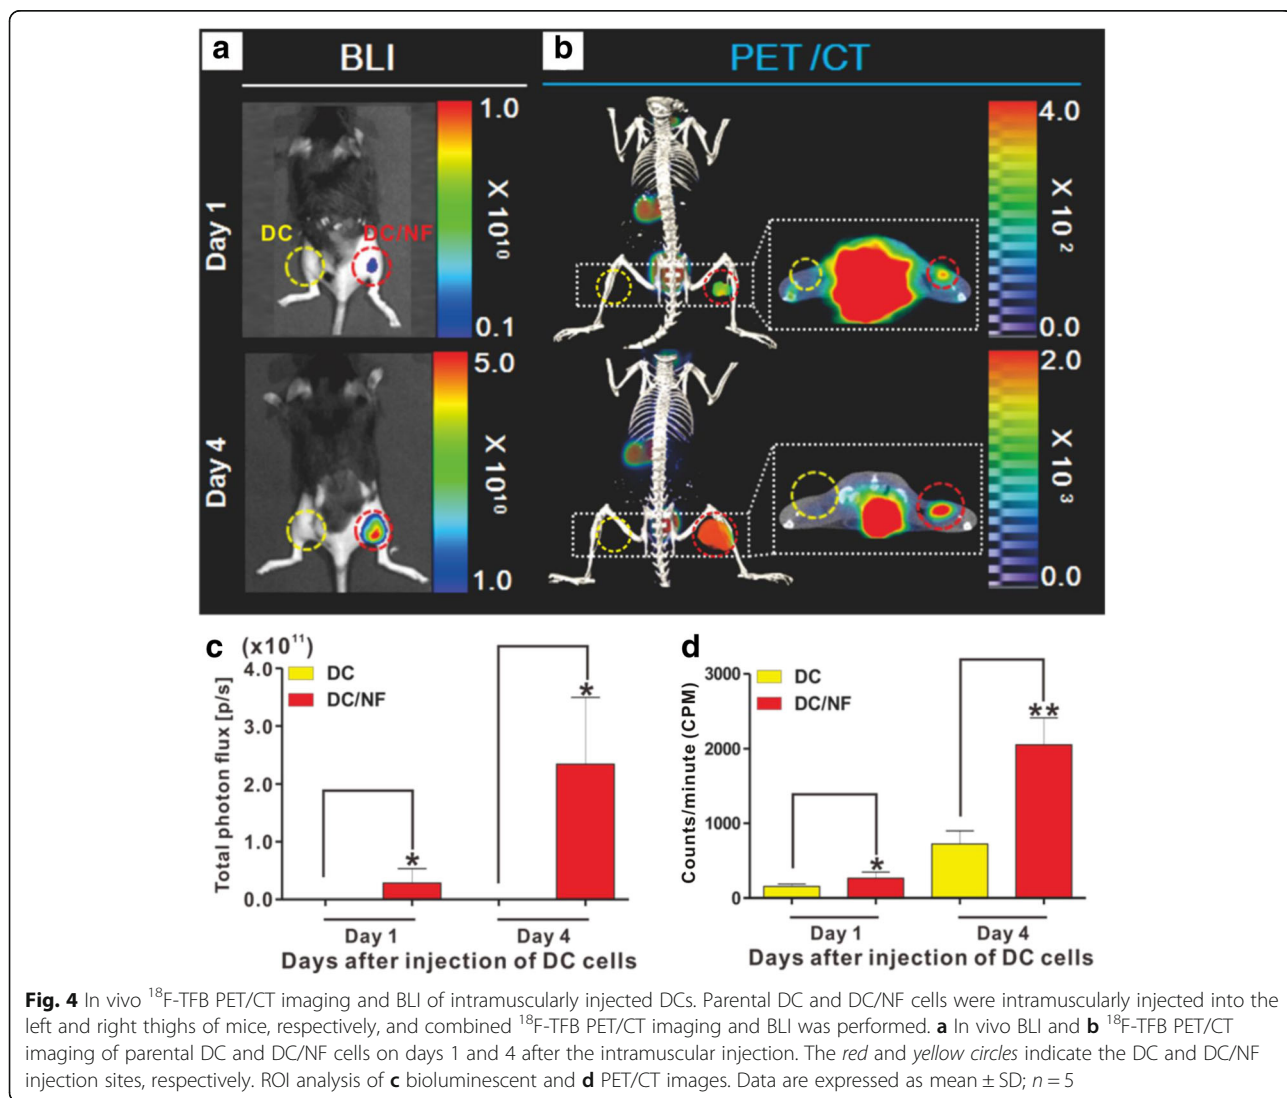 a
BLI
b
PET /CT
Day 1
DC
DC/NF
1.0
X 10¹⁰
0.1
4.0
X 10²
0.0
Day 4
5.0
X 10¹⁰
1.0
2.0
X 10³
0.0
c
(x10¹¹)
4.0
3.0
2.0
1.0
0.0
Total photon flux [p/s]
DC
DC/NF
*
*
Day 1
Day 4
Days after injection of DC cells
d
3000
2000
1000
0
Counts/minute (CPM)
DC
DC/NF
*
**
Day 1
Day 4
Days after injection of DC cells
Fig. 4 In vivo ¹⁸F-TFB PET/CT imaging and BLI of intramuscularly injected DCs. Parental DC and DC/NF cells were intramuscularly injected into the
left and right thighs of mice, respectively, and combined ¹⁸F-TFB PET/CT imaging and BLI was performed. a In vivo BLI and b ¹⁸F-TFB PET/CT
imaging of parental DC and DC/NF cells on days 1 and 4 after the intramuscular injection. The red and yellow circles indicate the DC and DC/NF
injection sites, respectively. ROI analysis of c bioluminescent and d PET/CT images. Data are expressed as mean ± SD; n = 5